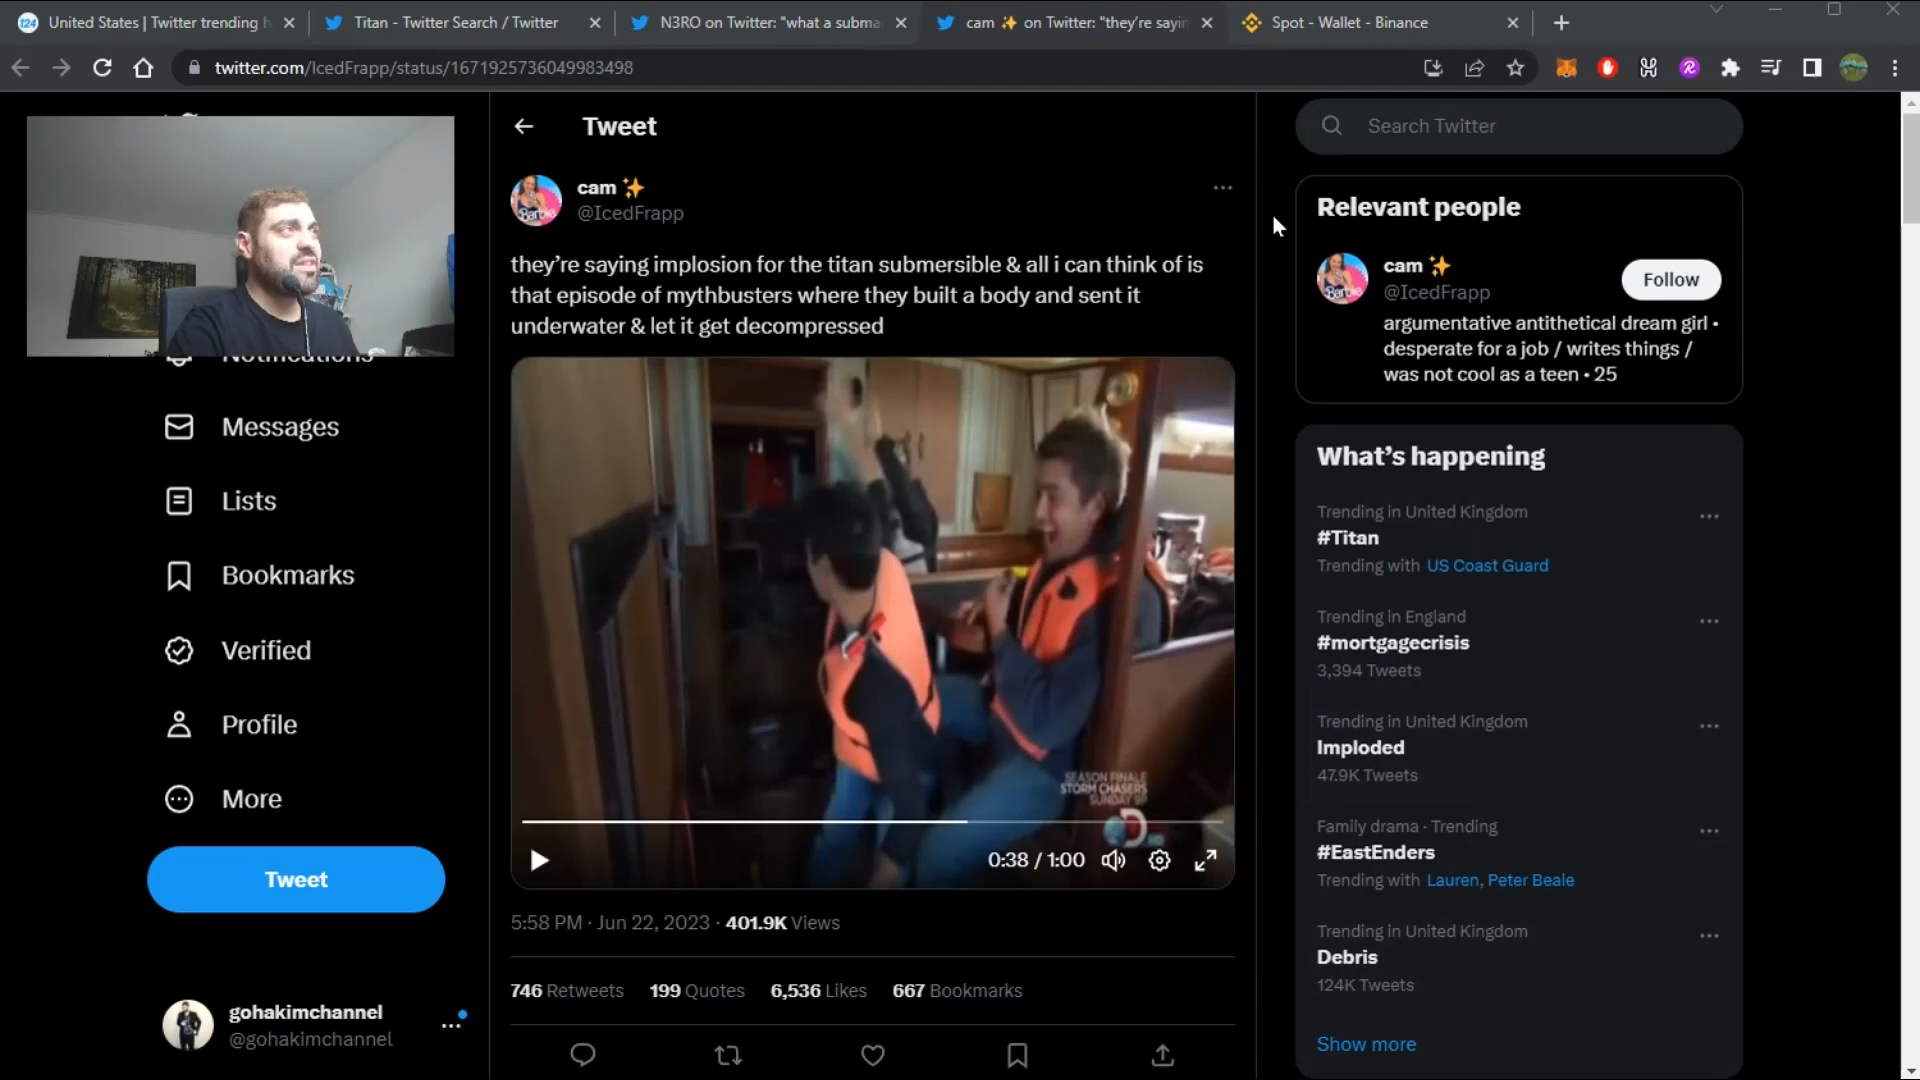 United States | Twitter trending h
Titan - Twitter Search / Twitter
N3RO on Twitter: "what a subma
cam ✨ on Twitter: "they're sayin
Spot - Wallet - Binance
twitter.com/IcedFrapp/status/1671925736049983498
Notifications
Messages
Lists
Bookmarks
Verified
Profile
More
Tweet
gohakimchannel
@gohakimchannel
Tweet
cam ✨
@IcedFrapp
they're saying implosion for the titan submersible & all i can think of is
that episode of mythbusters where they built a body and sent it
underwater & let it get decompressed
SEASON FINALE
STORM CHASERS
0:38 / 1:00
5:58 PM · Jun 22, 2023 · 401.9K Views
746 Retweets 199 Quotes 6,536 Likes 667 Bookmarks
Search Twitter
Relevant people
cam ✨
@IcedFrapp
Follow
argumentative antithetical dream girl •
desperate for a job / writes things /
was not cool as a teen • 25
What's happening
Trending in United Kingdom
#Titan
Trending with US Coast Guard
Trending in England
#mortgagecrisis
3,394 Tweets
Trending in United Kingdom
Imploded
47.9K Tweets
Family drama · Trending
#EastEnders
Trending with Lauren, Peter Beale
Trending in United Kingdom
Debris
124K Tweets
Show more